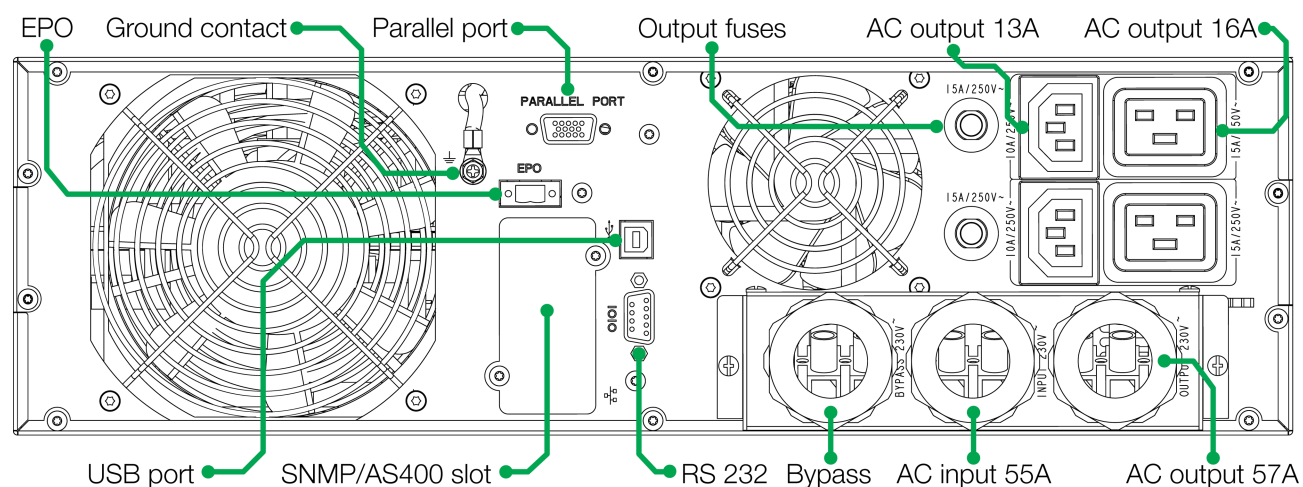 EPO
Ground contact
Parallel port
Output fuses
AC output 13A
AC output 16A
PARALLEL PORT
EPO
15A/250V~
10A/250V~
15A/250V~
15A/250V~
10A/250V~
15A/250V~
IOIO
BYPASS 230V~
INPUT 230V~
OUTPUT 230V~
USB port
SNMP/AS400 slot
RS 232
Bypass
AC input 55A
AC output 57A